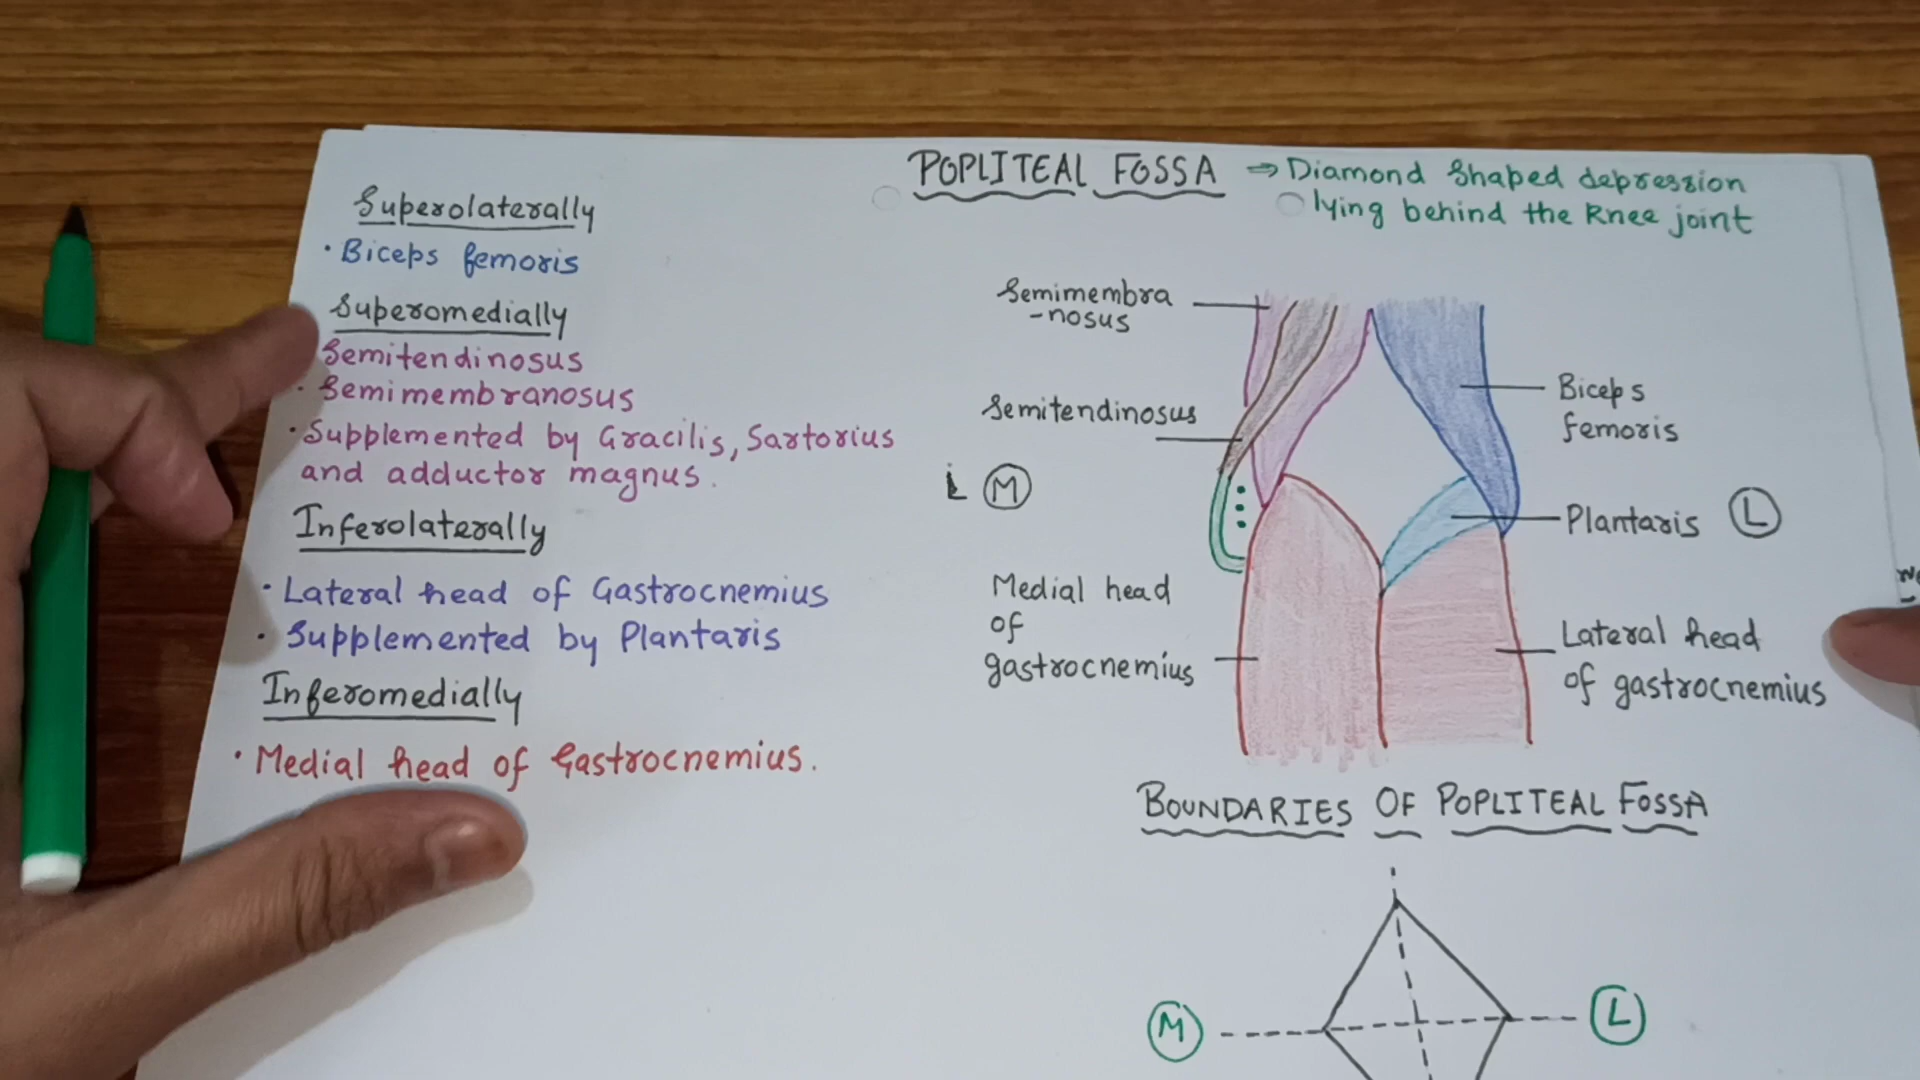 POPLITEAL FOSSA ⇒ Diamond Shaped depression
lying behind the Knee joint
Superolaterally
· Biceps femoris
Superomedially
Semitendinosus
· Semimembranosus
· Supplemented by Gracilis, Sartorius
and adductor magnus.
Inferolaterally
· Lateral head of Gastrocnemius
· Supplemented by Plantaris
Inferomedially
· Medial head of Gastrocnemius.
Semimembra
-nosus
Semitendinosus
M
Medial head
of
gastrocnemius
Biceps
femoris
Plantaris L
Lateral head
of gastrocnemius
BOUNDARIES OF POPLITEAL FOSSA
M
L